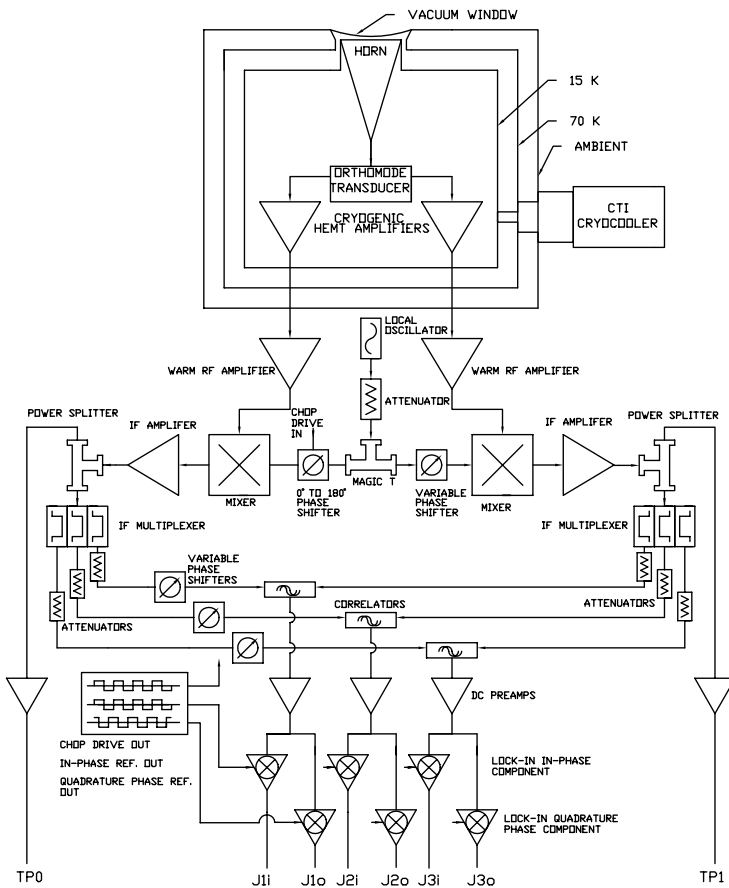 VACUUM WINDOW
HORN
15 K
70 K
AMBIENT
ORTHOMODE
TRANSDUCER
CTI
CRYOCOOLER
CRYOGENIC
HEMT AMPLIFIERS
LOCAL
OSCILLATOR
WARM RF AMPLIFIER
WARM RF AMPLIFIER
ATTENUATOR
CHOP
DRIVE
IN
POWER SPLITTER
IF AMPLIFER
IF AMPLIFER
POWER SPLITTER
MAGIC T
MIXER
0° TO 180°
PHASE
SHIFTER
VARIABLE
PHASE
SHIFTER
MIXER
IF MULTIPLEXER
IF MULTIPLEXER
VARIABLE
PHASE
SHIFTERS
CORRELATORS
ATTENUATORS
ATTENUATORS
DC PREAMPS
CHOP DRIVE OUT
IN-PHASE REF. OUT
QUADRATURE PHASE REF.
OUT
LOCK-IN IN-PHASE
COMPONENT
LOCK-IN QUADRATURE
PHASE COMPONENT
TP0
J1i
J1o
J2i
J2o
J3i
J3o
TP1